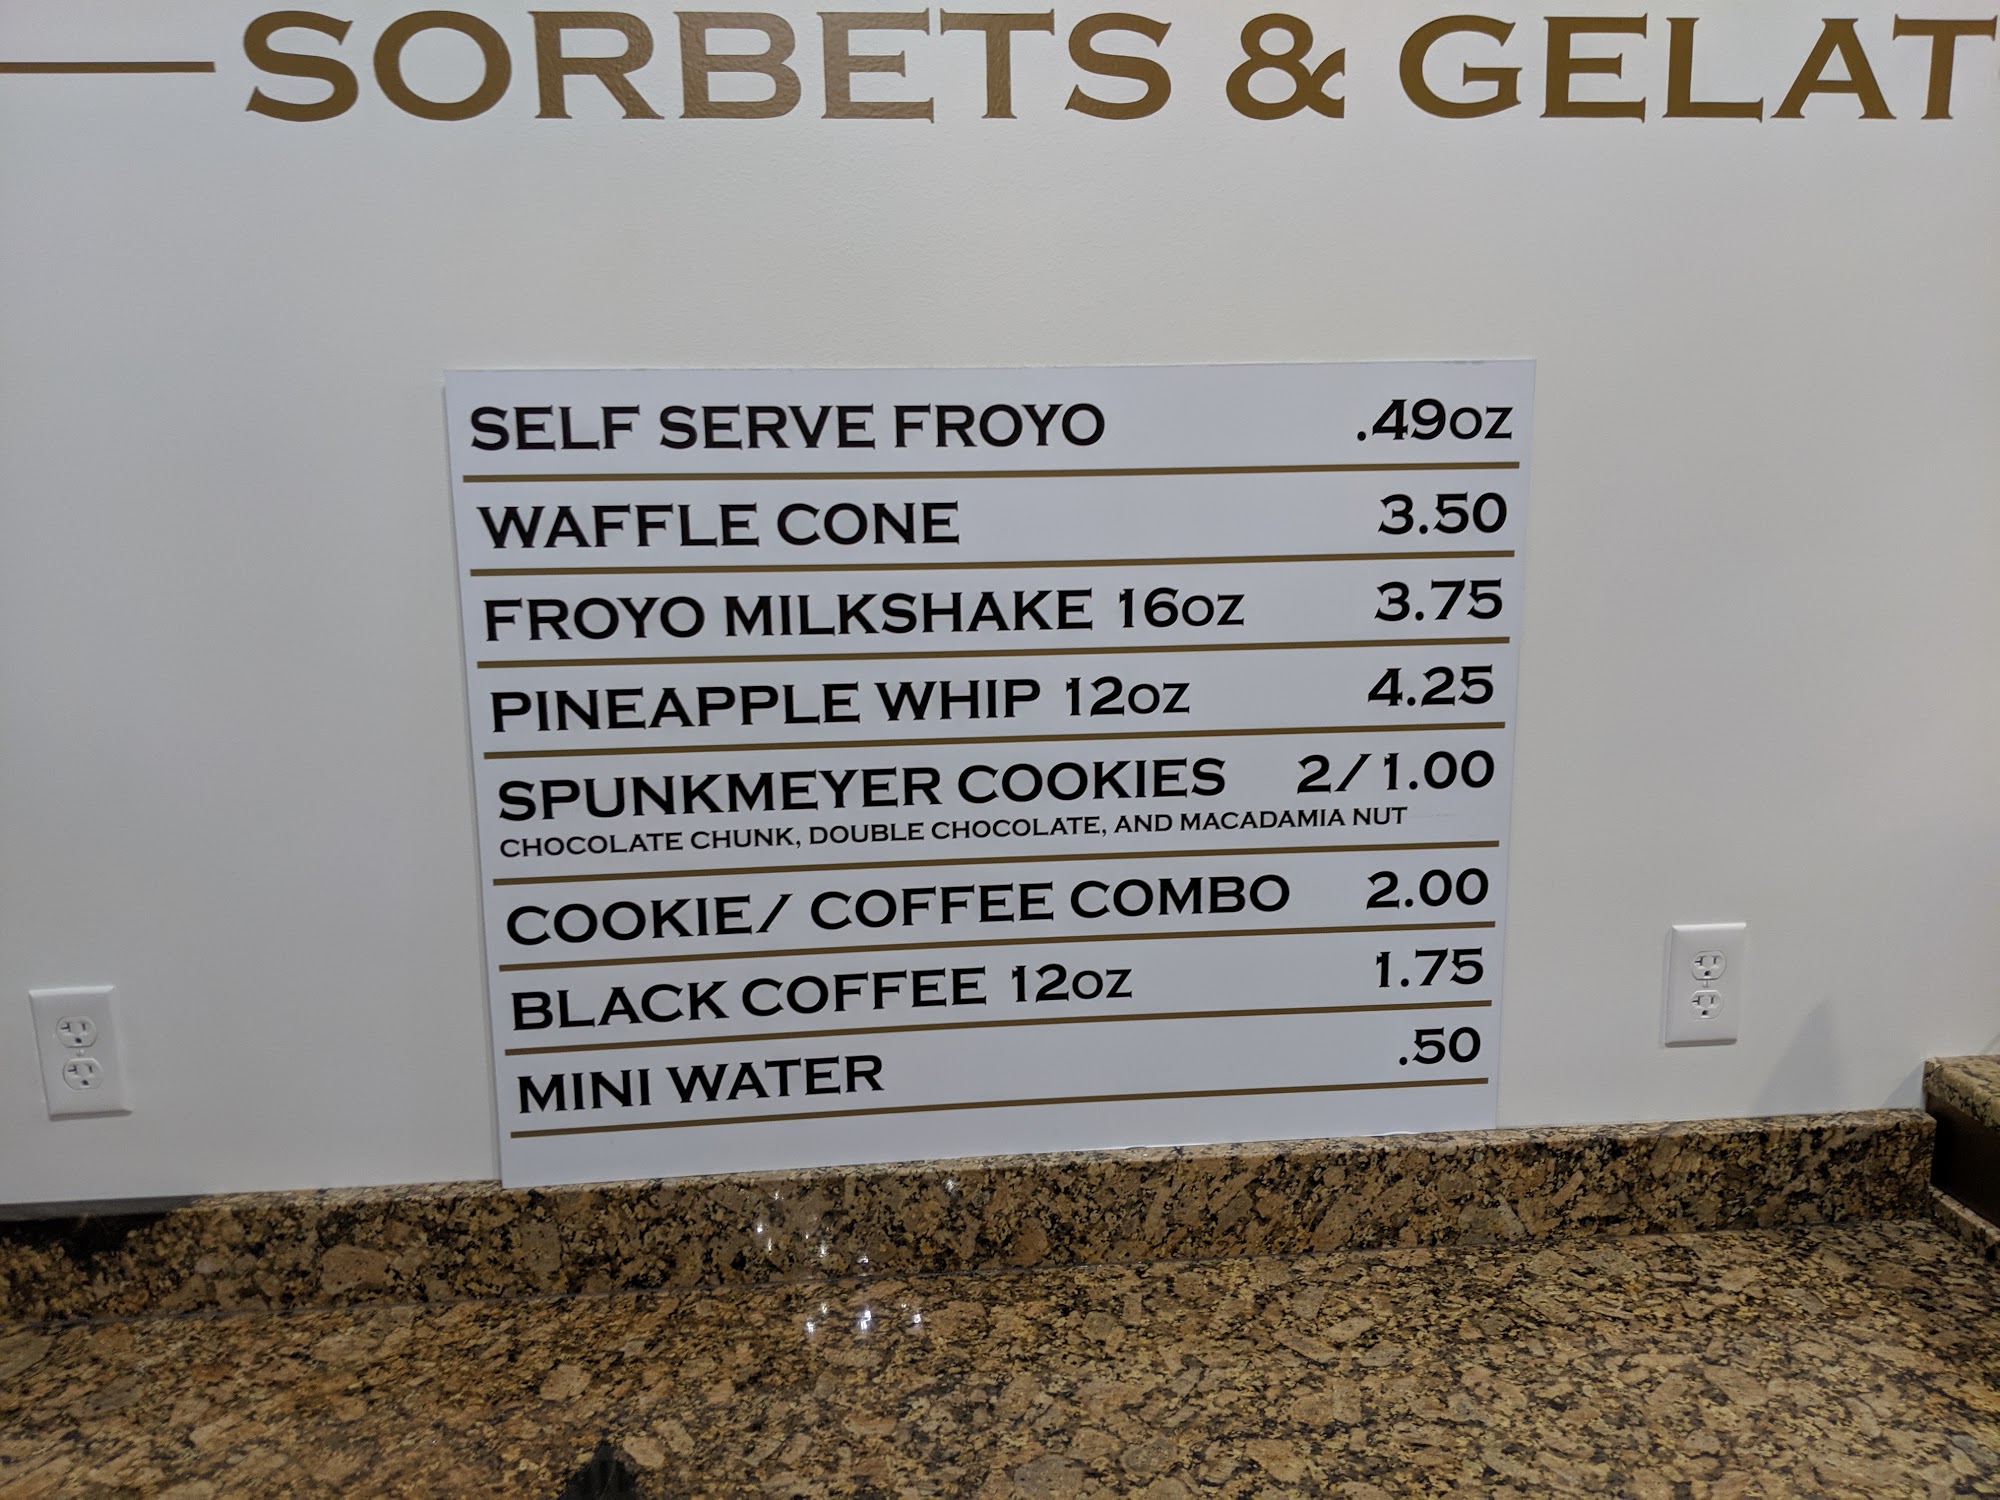 SORBETS & GELAT
SELF SERVE FROYO .49OZ
WAFFLE CONE 3.50
FROYO MILKSHAKE 16OZ 3.75
PINEAPPLE WHIP 12OZ 4.25
SPUNKMEYER COOKIES 2/1.00
CHOCOLATE CHUNK, DOUBLE CHOCOLATE, AND MACADAMIA NUT
COOKIE/ COFFEE COMBO 2.00
BLACK COFFEE 12OZ 1.75
MINI WATER .50